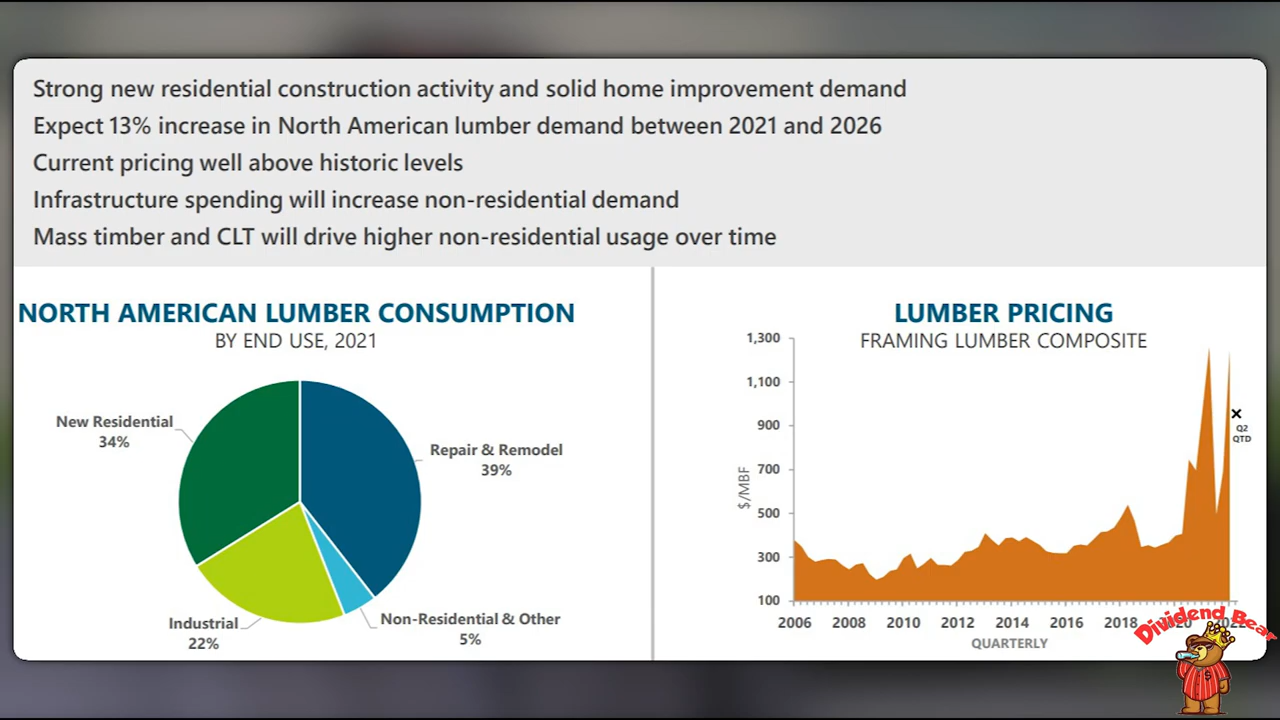 Strong new residential construction activity and solid home improvement demand
Expect 13% increase in North American lumber demand between 2021 and 2026
Current pricing well above historic levels
Infrastructure spending will increase non-residential demand
Mass timber and CLT will drive higher non-residential usage over time
NORTH AMERICAN LUMBER CONSUMPTION
BY END USE, 2021
New Residential
34%
Repair & Remodel
39%
Industrial
22%
Non-Residential & Other
5%
LUMBER PRICING
FRAMING LUMBER COMPOSITE
$/MBF
1,300
1,100
900
700
500
300
100
Q2
QTD
2006 2008 2010 2012 2014 2016 2018 2020 2022
QUARTERLY
Dividend Bear
$